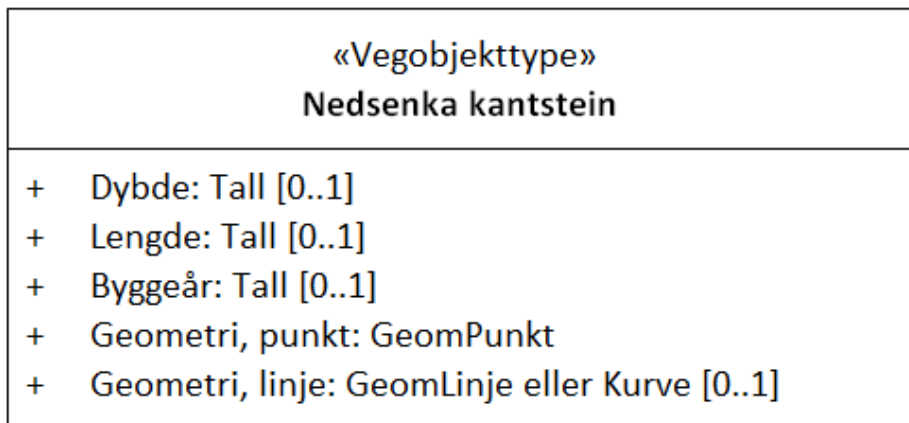 «Vegobjekttype»
Nedsenka kantstein
+ Dybde: Tall [0..1]
+ Lengde: Tall [0..1]
+ Byggeår: Tall [0..1]
+ Geometri, punkt: GeomPunkt
+ Geometri, linje: GeomLinje eller Kurve [0..1]